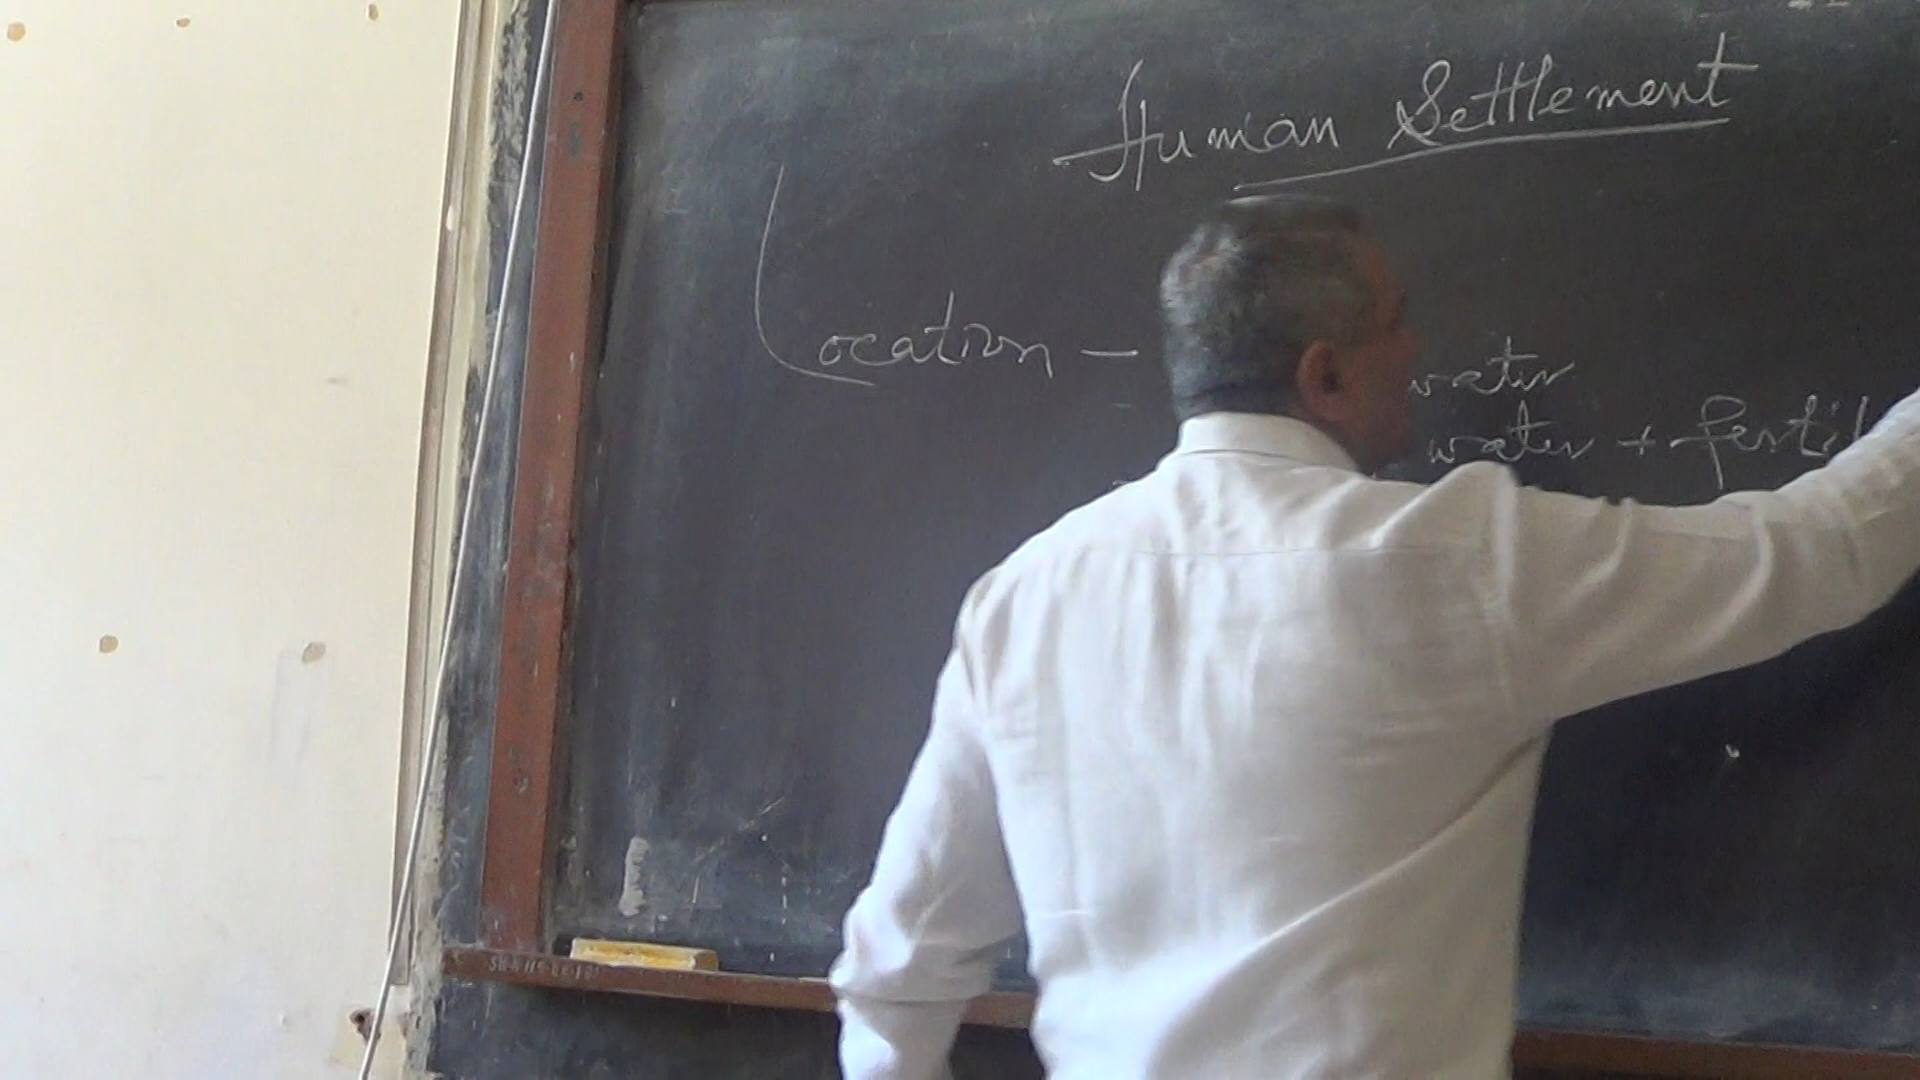 Human Settlement
Location - water
water + fertil